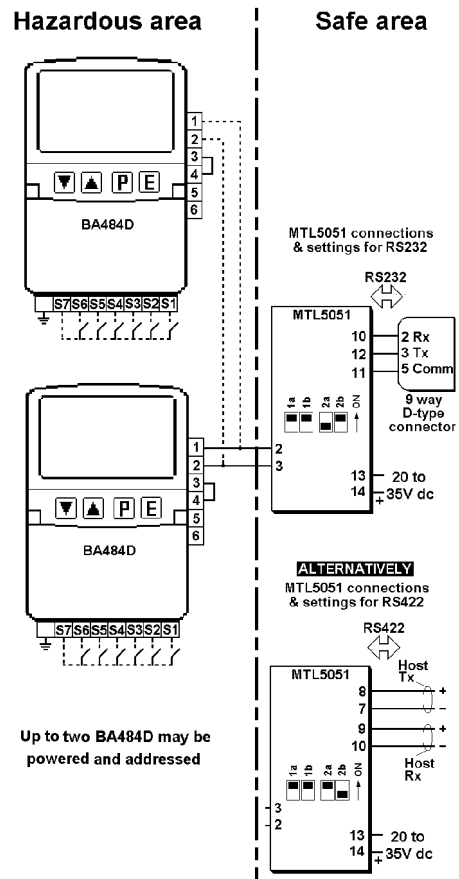 Hazardous area
Safe area
1
2
3
4
5
6
BA484D
S7 S6 S5 S4 S3 S2 S1
MTL5051 connections
& settings for RS232
RS232
MTL5051
10
12
11
2 Rx
3 Tx
5 Comm
9 way
D-type
connector
1a
1b
2a
2b
ON
2
3
13
14
20 to
+ 35V dc
1
2
3
4
5
6
BA484D
S7 S6 S5 S4 S3 S2 S1
ALTERNATIVELY
MTL5051 connections
& settings for RS422
RS422
MTL5051
Host
Tx
8
7
9
10
+
–
+
–
Host
Rx
1a
1b
2a
2b
ON
3
2
13
14
20 to
+ 35V dc
P E
P E
Up to two BA484D may be
powered and addressed